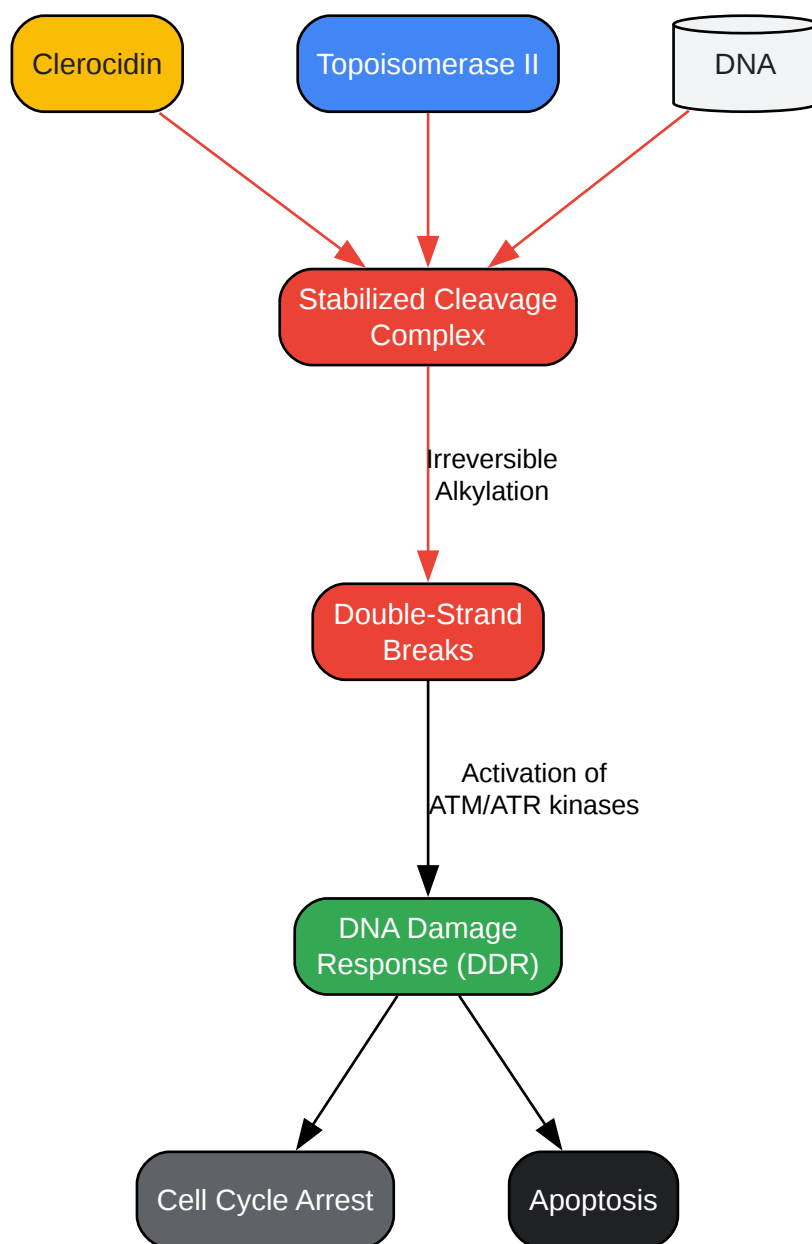 Clerocidin
Topoisomerase II
DNA
Stabilized Cleavage
Complex
Irreversible
Alkylation
Double-Strand
Breaks
Activation of
ATM/ATR kinases
DNA Damage
Response (DDR)
Cell Cycle Arrest
Apoptosis